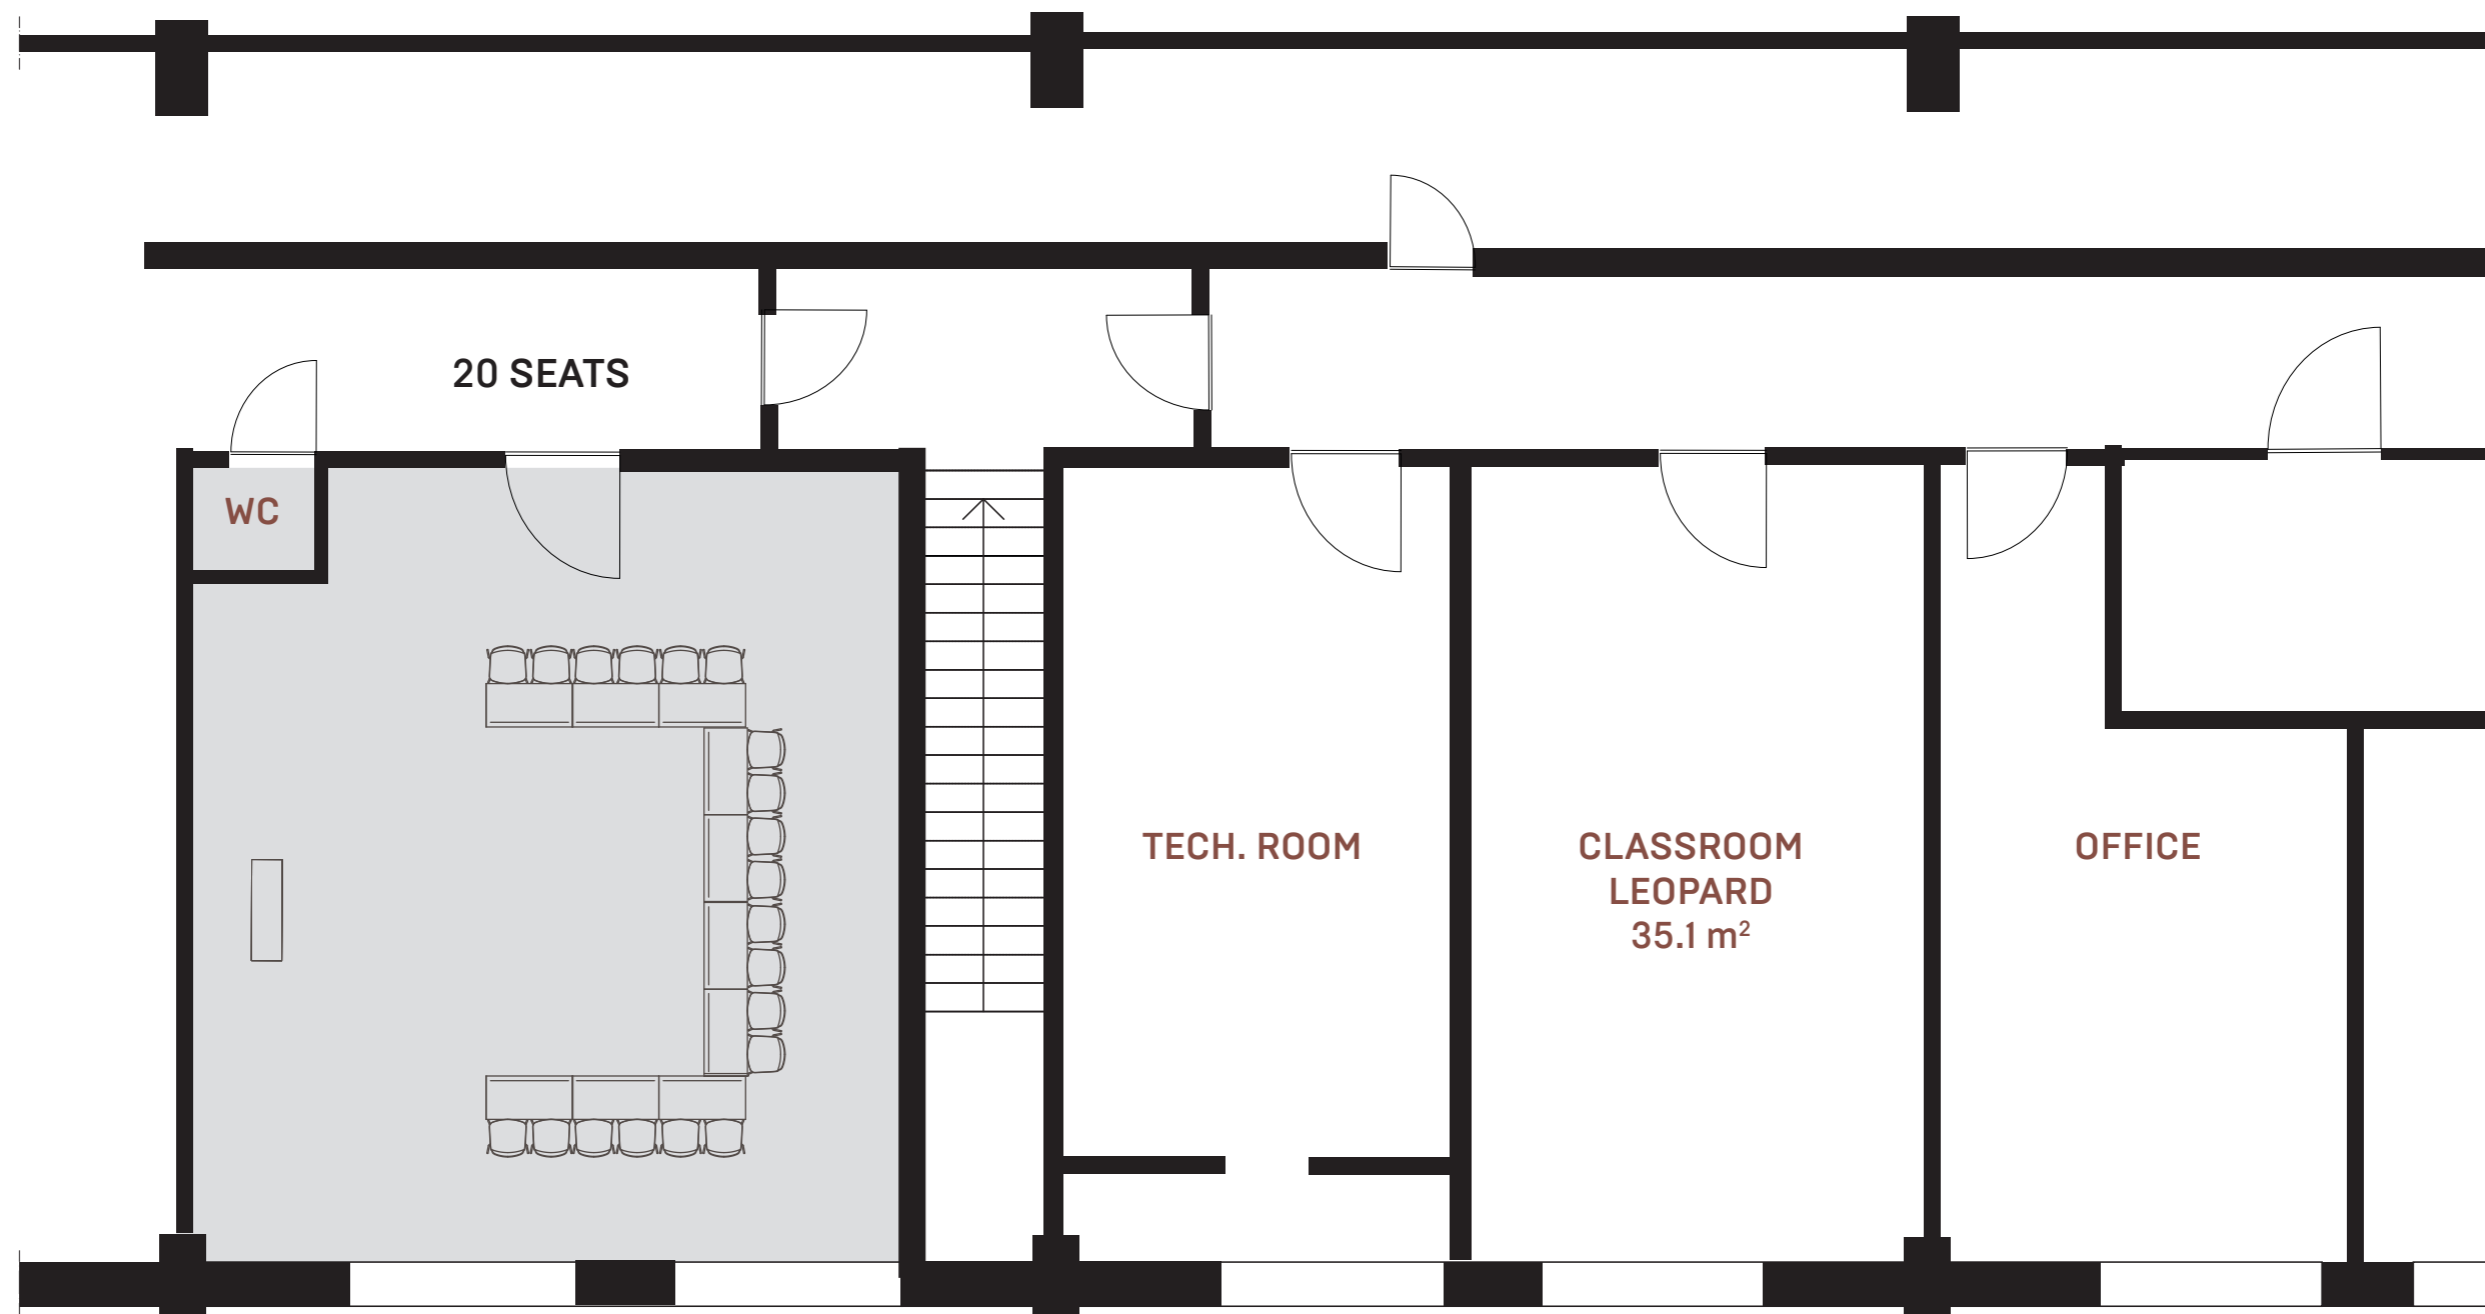 20 SEATS
WC
TECH. ROOM
CLASSROOM
LEOPARD
35.1 m²
OFFICE